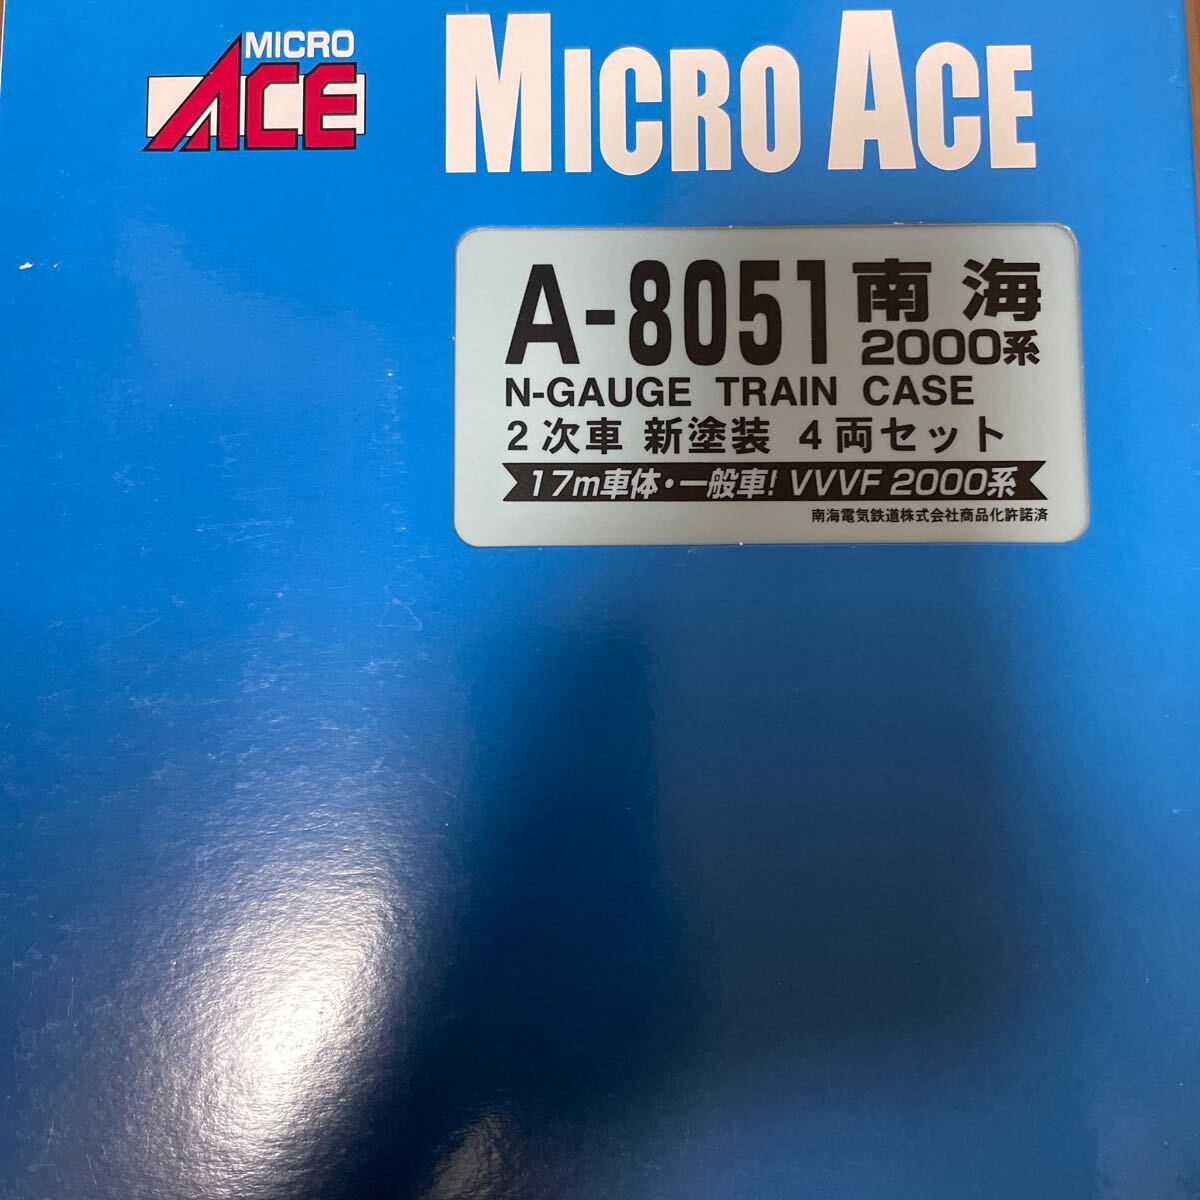 MICRO
ACE
MICRO ACE
A-8051 南海
2000系
N-GAUGE TRAIN CASE
2次車 新塗装 4両セット
17m車体・一般車! VVVF 2000系
南海電気鉄道株式会社商品化許諾済